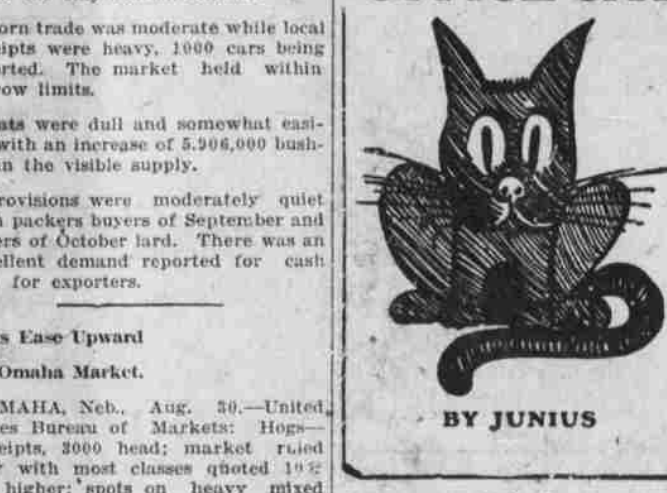 orn trade was moderate while local
ipts were heavy, 1000 cars being
rted. The market held within
ow limits.
ats were dull and somewhat easi-
with an increase of 5,906,000 bush-
in the visible supply.
rovisions were moderately quiet
packers buyers of September and
ers of October lard. There was an
ellent demand reported for cash
for exporters.
s Ease Upward
Omaha Market.
MAHA, Neb., Aug. 30.—United
es Bureau of Markets: Hogs—
eipts, 3000 head; market ruled
with most classes quoted
higher; spots on heavy mixed
BY JUNIUS